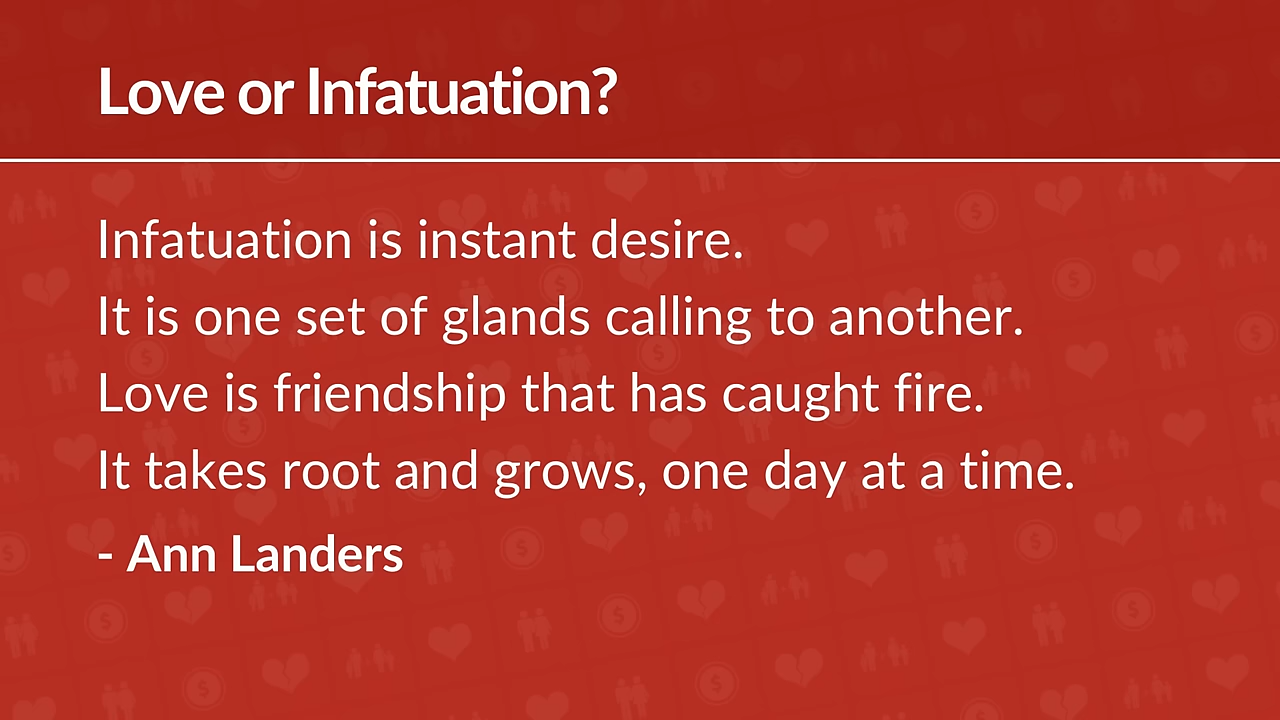 Love or Infatuation?
Infatuation is instant desire.
It is one set of glands calling to another.
Love is friendship that has caught fire.
It takes root and grows, one day at a time.
- Ann Landers